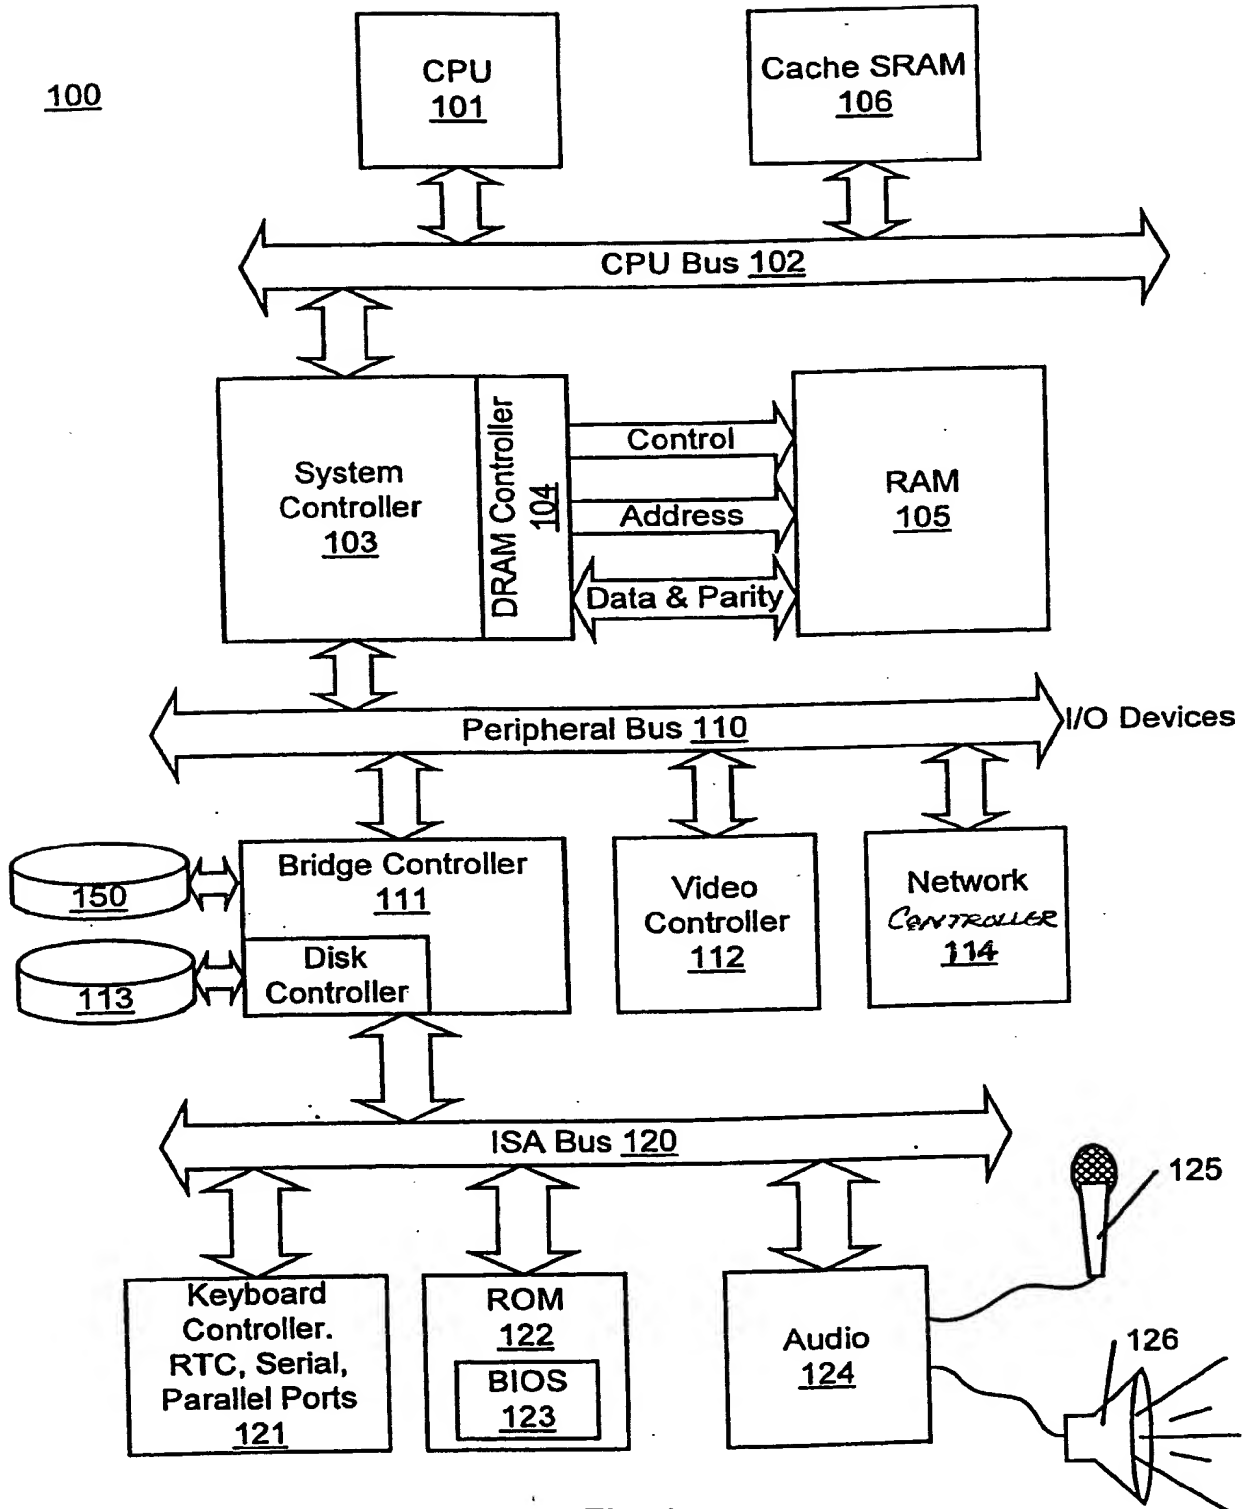 100
CPU
101
Cache SRAM
106
CPU Bus 102
System
Controller
103
DRAM Controller
104
Control
Address
Data & Parity
RAM
105
Peripheral Bus 110
I/O Devices
150
113
Bridge Controller
111
Disk
Controller
Video
Controller
112
Network
CONTROLLER
114
ISA Bus 120
Keyboard
Controller.
RTC, Serial,
Parallel Ports
121
ROM
122
BIOS
123
Audio
124
125
126